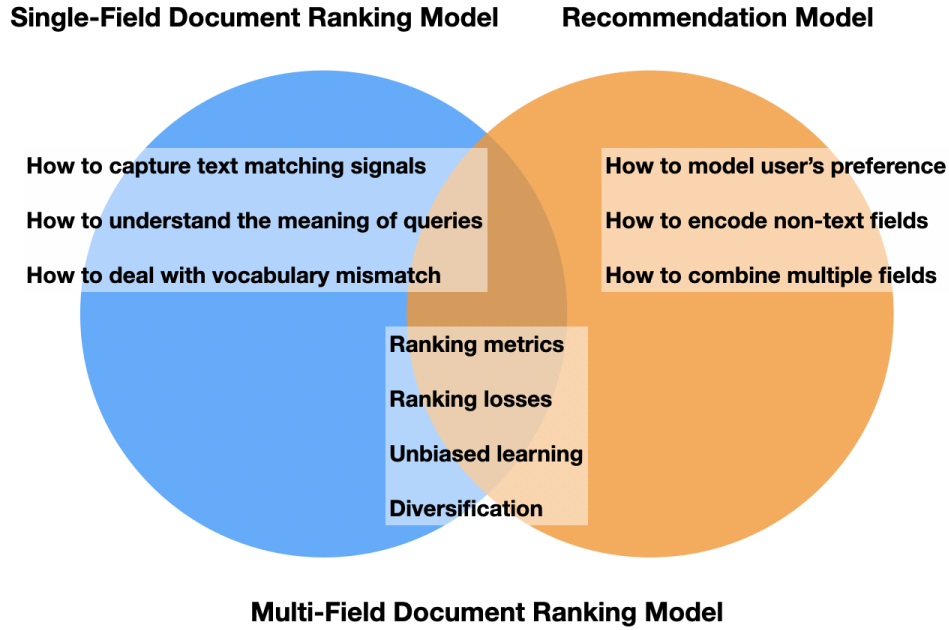 Single-Field Document Ranking Model
Recommendation Model
How to capture text matching signals
How to understand the meaning of queries
How to deal with vocabulary mismatch
How to model user's preference
How to encode non-text fields
How to combine multiple fields
Ranking metrics
Ranking losses
Unbiased learning
Diversification
Multi-Field Document Ranking Model